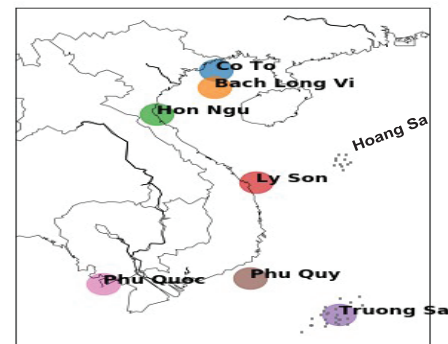 Co To
Bach Long Vi
Hon Ngu
Hoang Sa
Ly Son
Phu Quoc
Phu Quy
Truong Sa